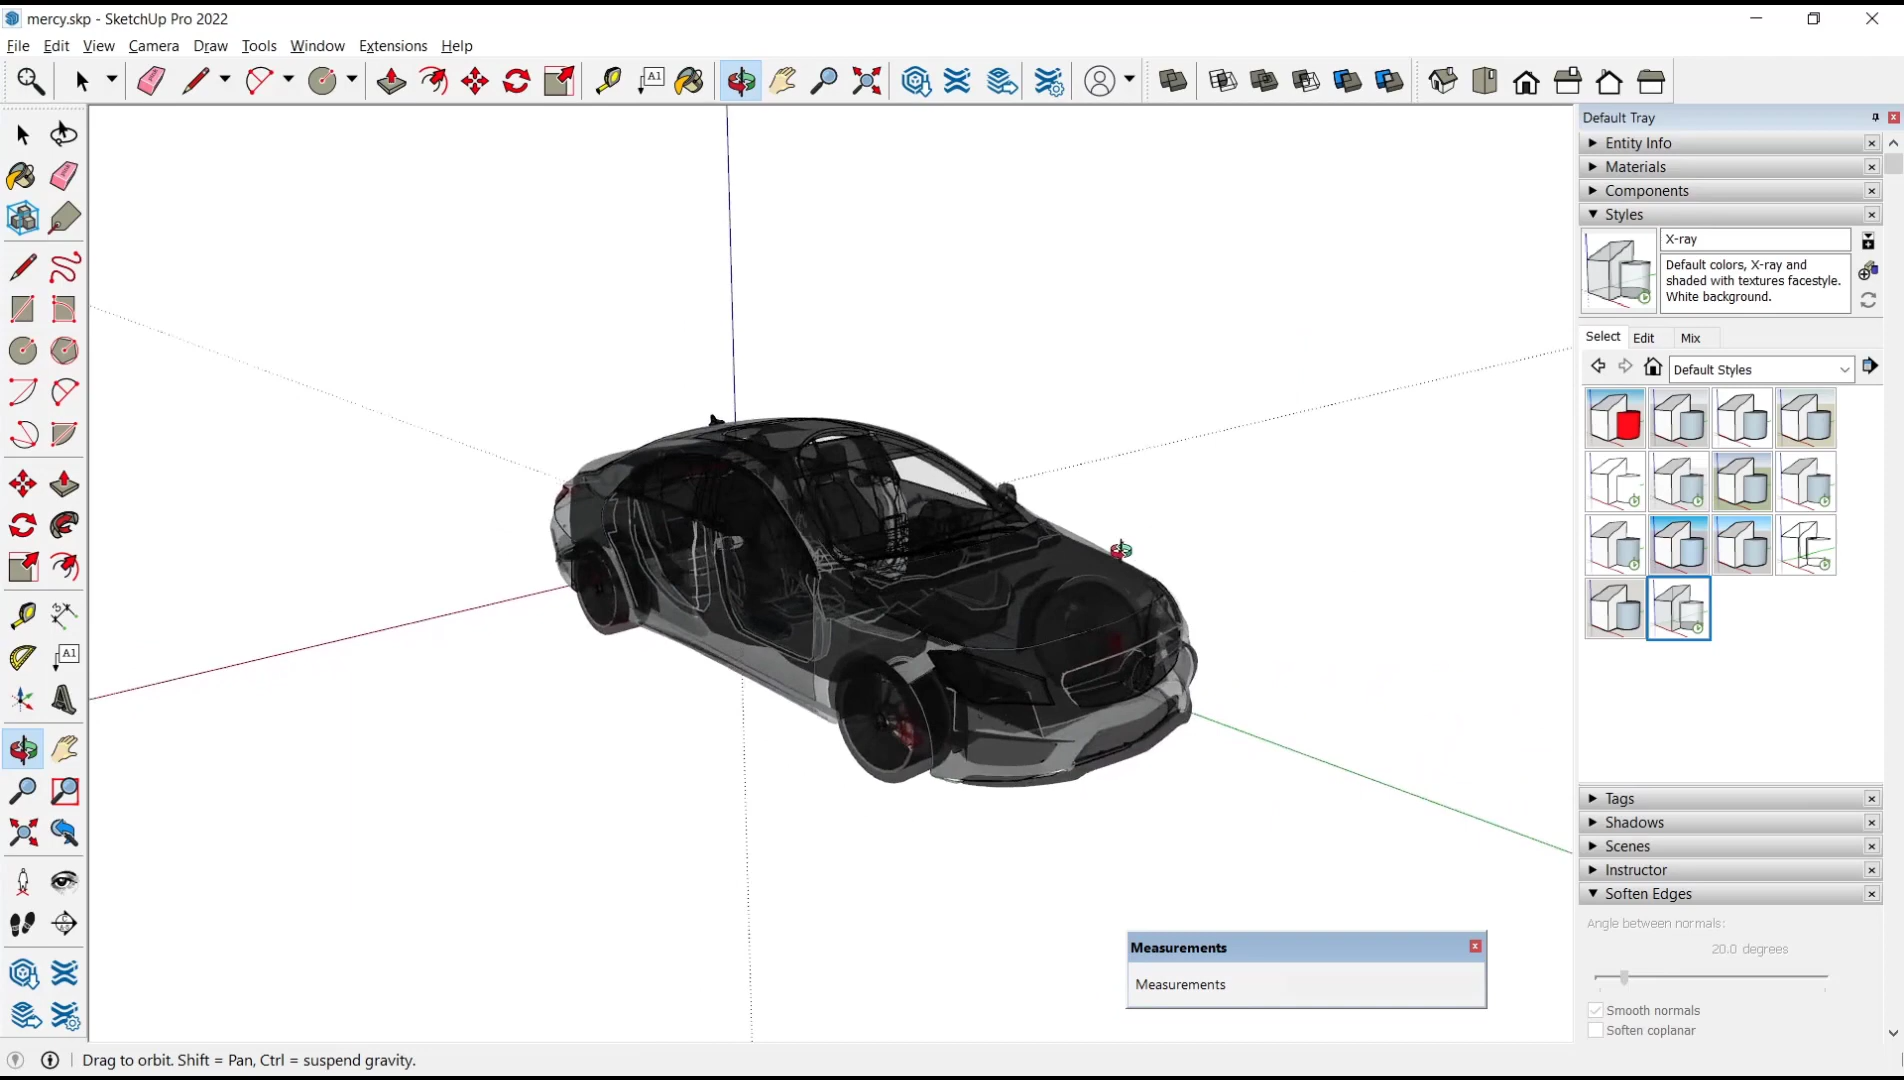 mercy.skp - SketchUp Pro 2022
File Edit View Camera Draw Tools Window Extensions Help
Default Tray
Entity Info
Materials
Components
Styles
X-ray
Default colors, X-ray and
shaded with textures facestyle.
White background.
Select Edit Mix
Default Styles
Tags
Shadows
Scenes
Instructor
Soften Edges
Angle between normals:
20.0 degrees
Smooth normals
Soften coplanar
Measurements
Measurements
Drag to orbit. Shift = Pan, Ctrl = suspend gravity.